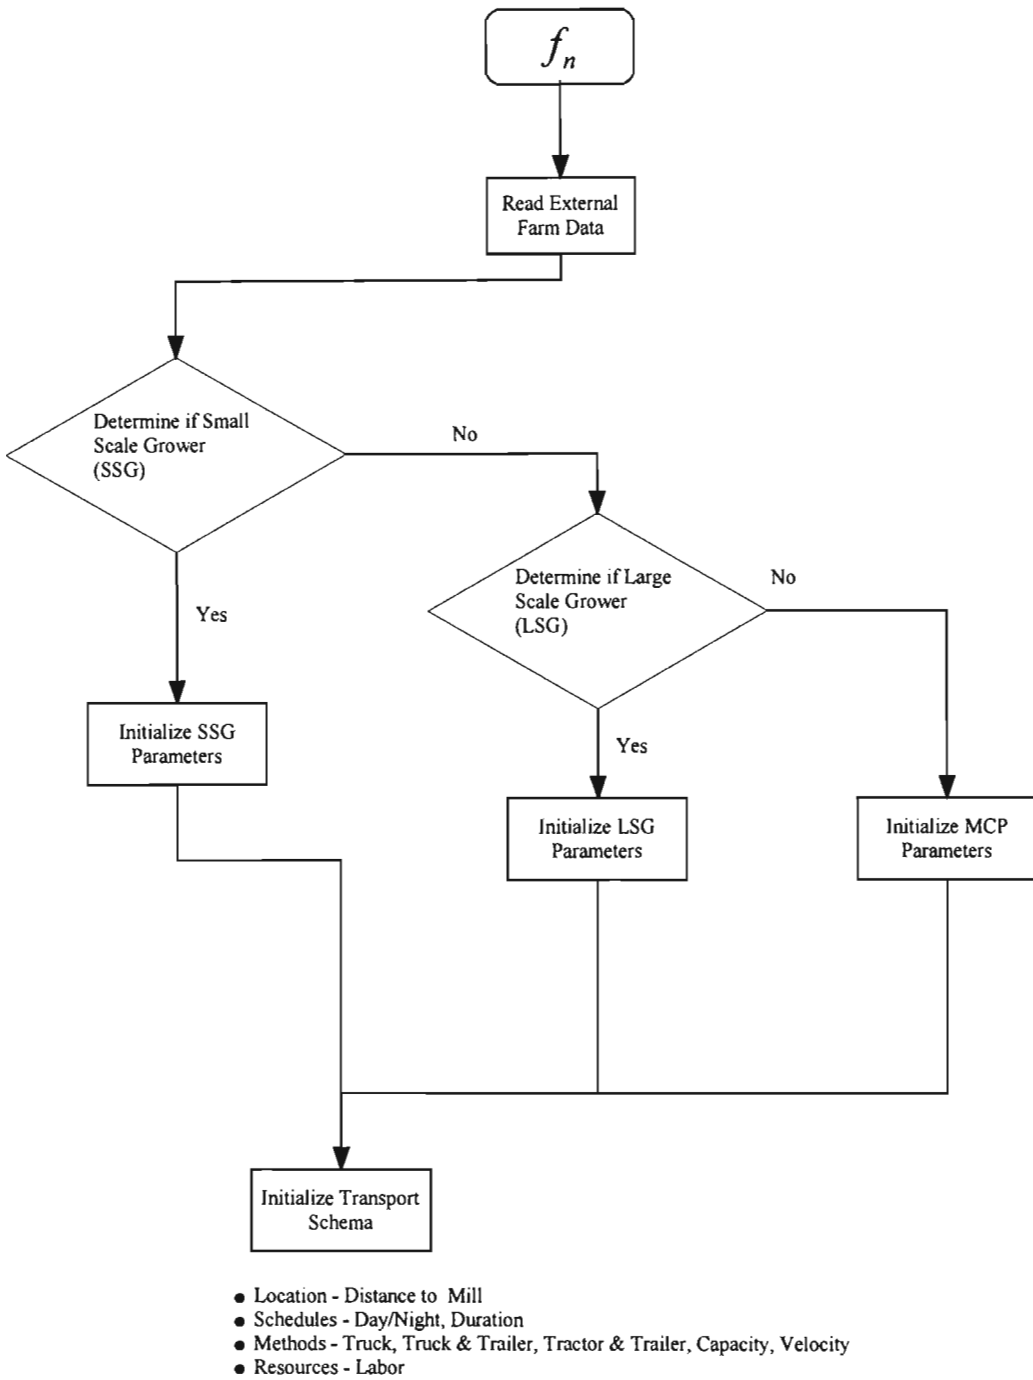 f_n
Read External
Farm Data
Determine if Small
Scale Grower
(SSG)
No
Determine if Large
Scale Grower
(LSG)
No
Yes
Initialize SSG
Parameters
Yes
Initialize LSG
Parameters
Initialize MCP
Parameters
Initialize Transport
Schema
● Location - Distance to Mill
● Schedules - Day/Night, Duration
● Methods - Truck, Truck & Trailer, Tractor & Trailer, Capacity, Velocity
● Resources - Labor